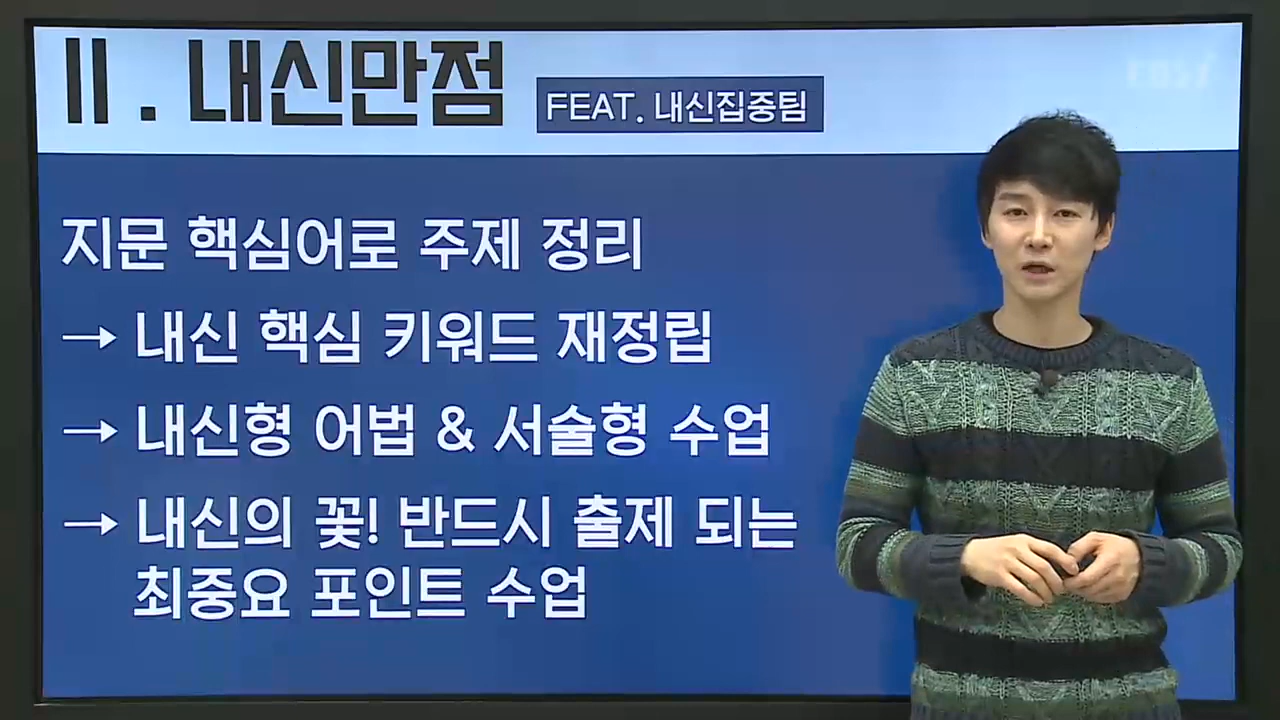 Ⅱ. 내신만점
FEAT. 내신집중팀
EBSi
지문 핵심어로 주제 정리
→ 내신 핵심 키워드 재정립
→ 내신형 어법 & 서술형 수업
→ 내신의 꽃! 반드시 출제 되는
최중요 포인트 수업